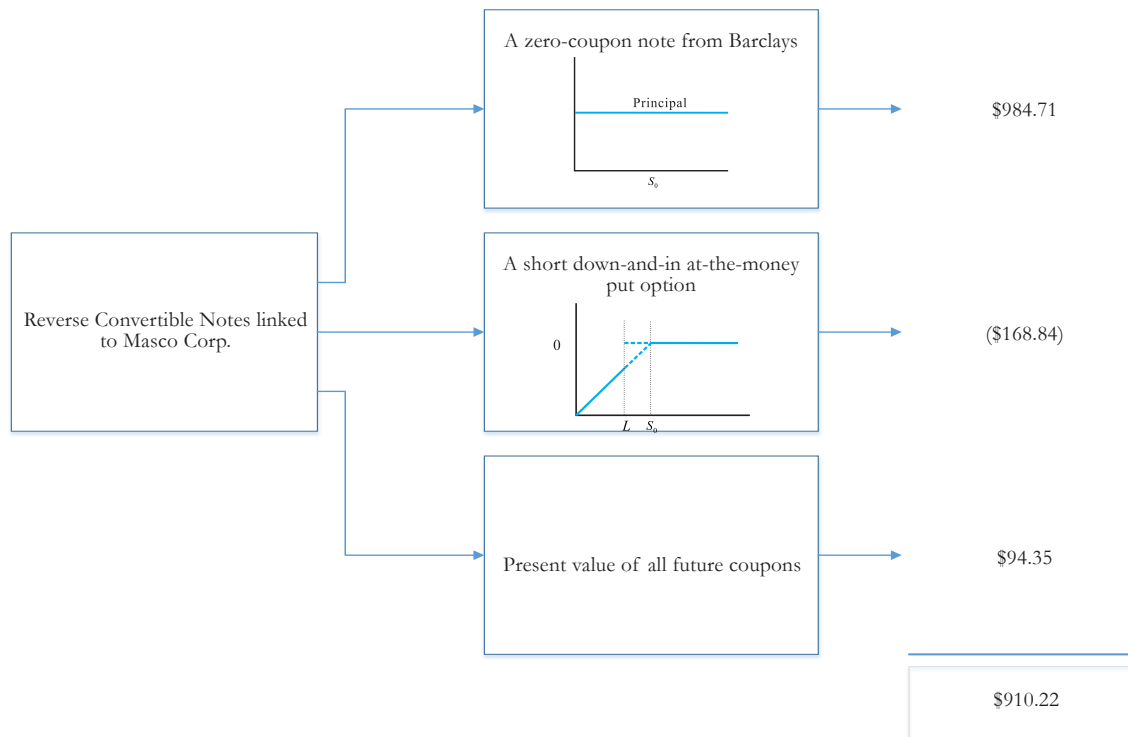 Reverse Convertible Notes linked
to Masco Corp.
A zero-coupon note from Barclays
Principal
S₀
$984.71
A short down-and-in at-the-money
put option
0
L S₀
($168.84)
Present value of all future coupons
$94.35
$910.22